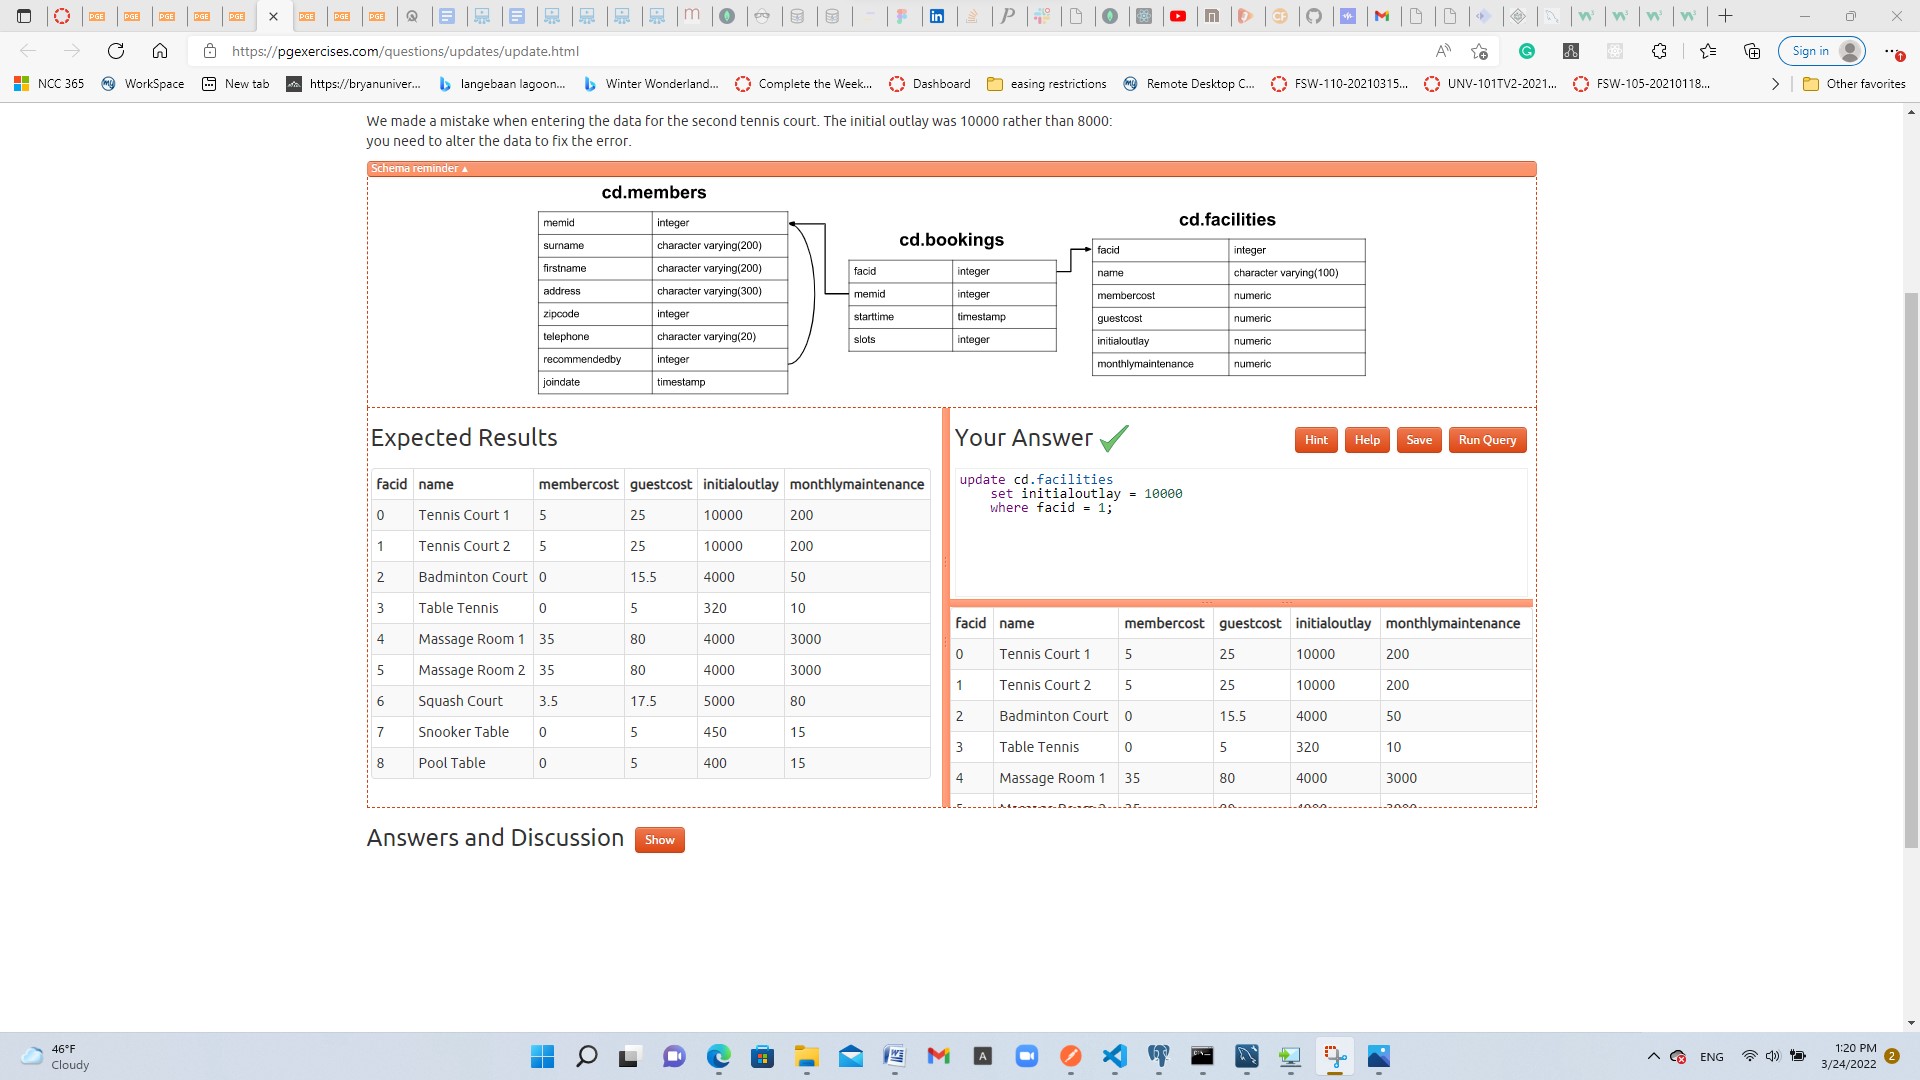 PGE PGE PGE PGE PGE PGE PGE PGE
https://pgexercises.com/questions/updates/update.html
Sign in
NCC 365 WorkSpace New tab https://bryanuniver... langebaan lagoon... Winter Wonderland... Complete the Week... Dashboard easing restrictions Remote Desktop C... FSW-110-20210315... UNV-101TV2-2021... FSW-105-20210118... Other favorites
We made a mistake when entering the data for the second tennis court. The initial outlay was 10000 rather than 8000:
you need to alter the data to fix the error.
Schema reminder ▴
cd.members
memid integer
surname character varying(200)
firstname character varying(200)
address character varying(300)
zipcode integer
telephone character varying(20)
recommendedby integer
joindate timestamp
cd.bookings
facid integer
memid integer
starttime timestamp
slots integer
cd.facilities
facid integer
name character varying(100)
membercost numeric
guestcost numeric
initialoutlay numeric
monthlymaintenance numeric
Expected Results
facid name membercost guestcost initialoutlay monthlymaintenance
0 Tennis Court 1 5 25 10000 200
1 Tennis Court 2 5 25 10000 200
2 Badminton Court 0 15.5 4000 50
3 Table Tennis 0 5 320 10
4 Massage Room 1 35 80 4000 3000
5 Massage Room 2 35 80 4000 3000
6 Squash Court 3.5 17.5 5000 80
7 Snooker Table 0 5 450 15
8 Pool Table 0 5 400 15
Your Answer Hint Help Save Run Query
update cd.facilities
set initialoutlay = 10000
where facid = 1;
facid name membercost guestcost initialoutlay monthlymaintenance
0 Tennis Court 1 5 25 10000 200
1 Tennis Court 2 5 25 10000 200
2 Badminton Court 0 15.5 4000 50
3 Table Tennis 0 5 320 10
4 Massage Room 1 35 80 4000 3000
Answers and Discussion Show
46°F
Cloudy
ENG
1:20 PM
3/24/2022
2